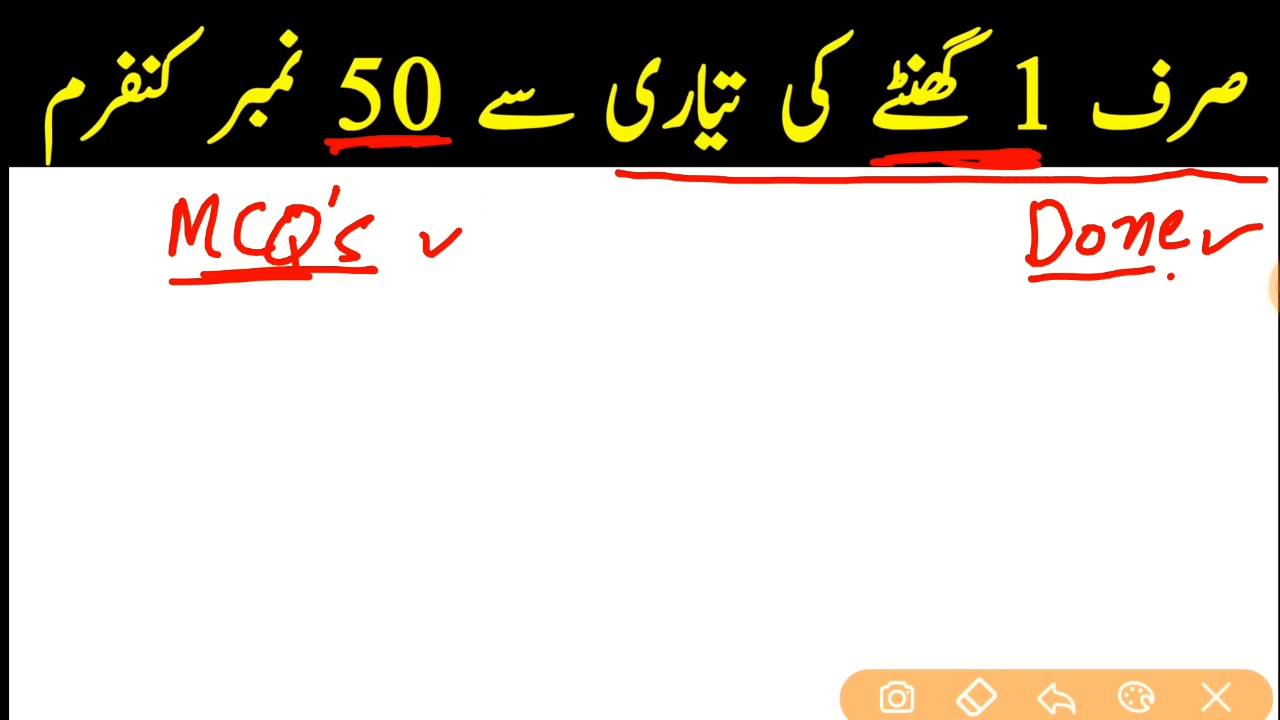 صرف 1 گھنٹے کی تیاری سے 50 نمبر کنفرم
MCQ's ✓ Done ✓